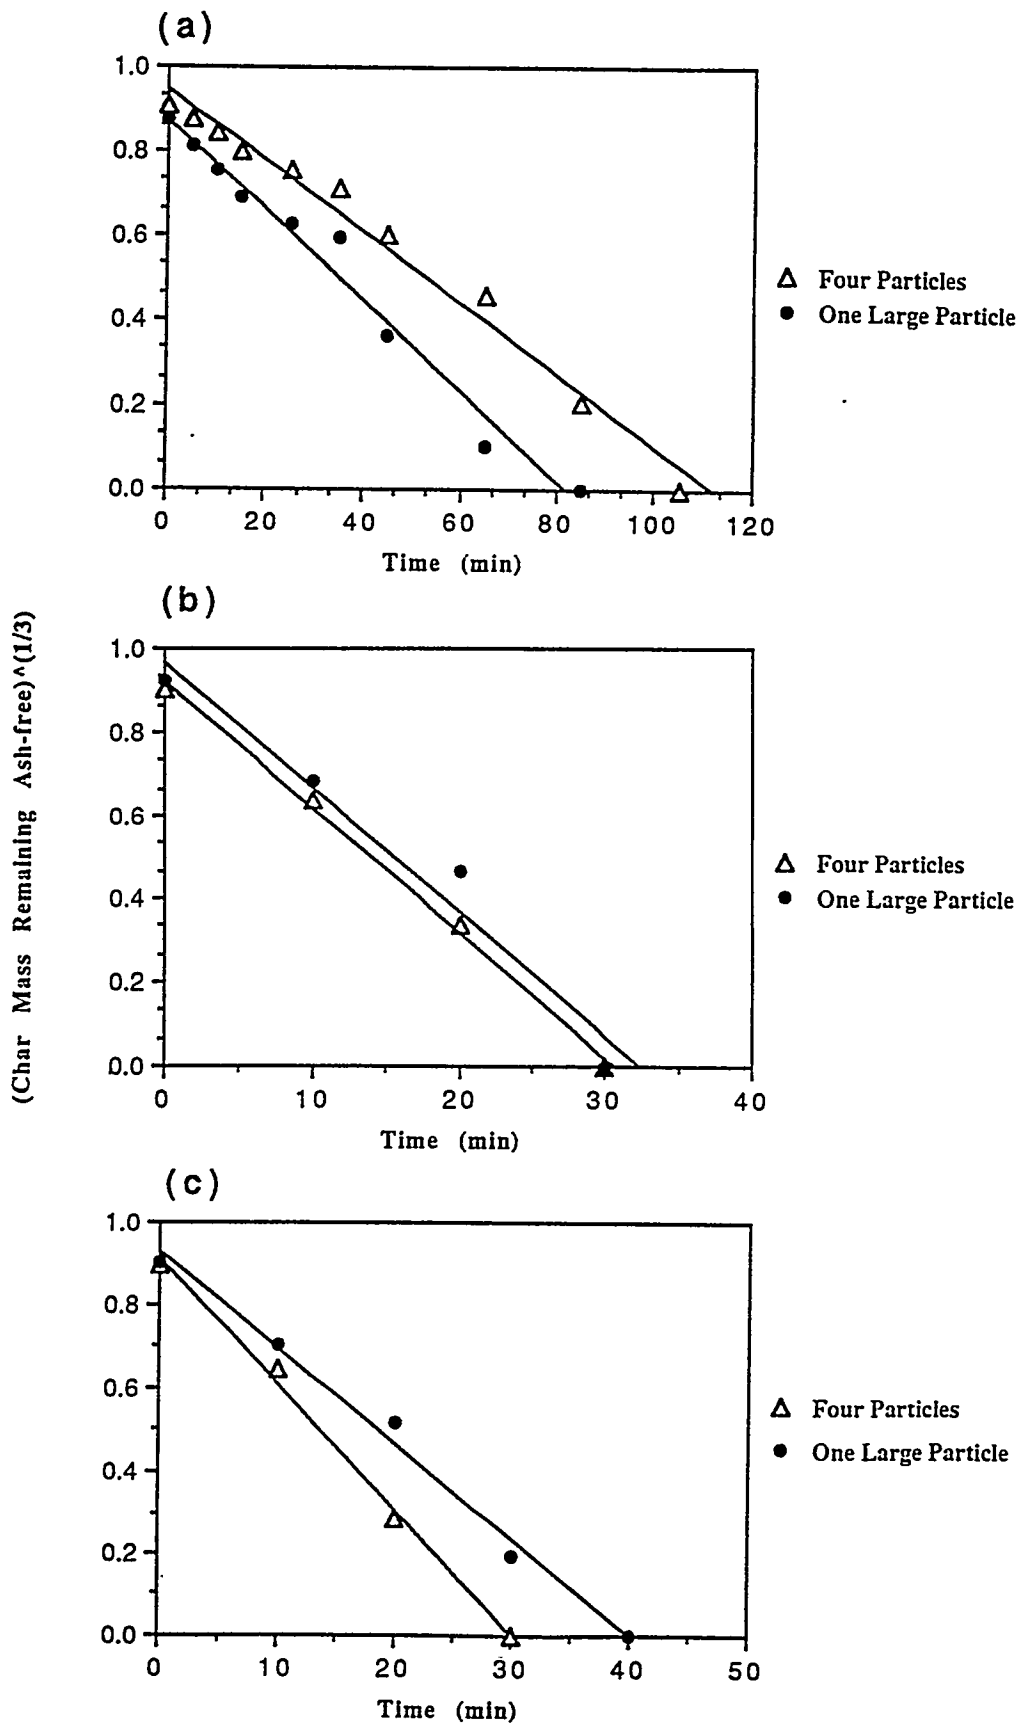 (a)
1.0
0.8
0.6
0.4
0.2
0.0
0 20 40 60 80 100 120
Time (min)
Four Particles
One Large Particle
(b)
1.0
0.8
0.6
0.4
0.2
0.0
0 10 20 30 40
Time (min)
Four Particles
One Large Particle
((Char Mass Remaining Ash-free)^(1/3)
(c)
1.0
0.8
0.6
0.4
0.2
0.0
0 10 20 30 40 50
Time (min)
Four Particles
One Large Particle